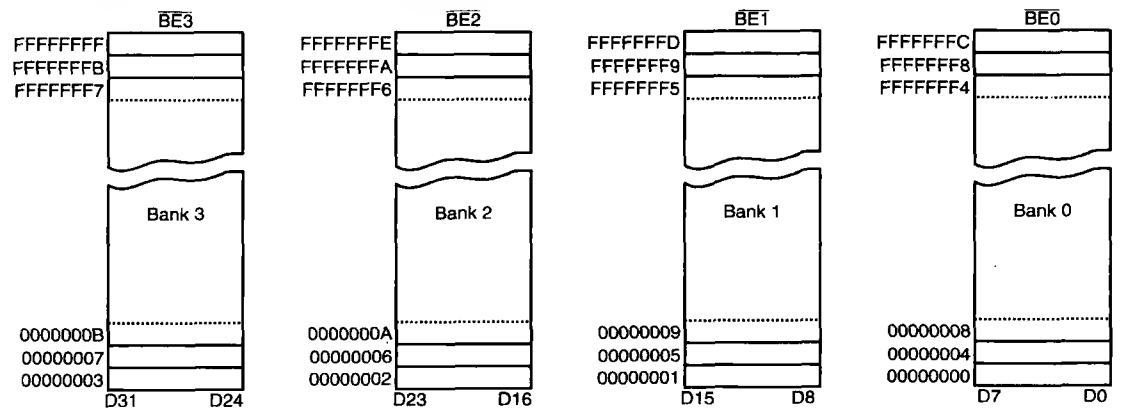 BE3 BE2 BE1 BE0
FFFFFFFF FFFFFFFE FFFFFFFD FFFFFFFC
FFFFFFFB FFFFFFFA FFFFFFF9 FFFFFFF8
FFFFFFF7 FFFFFFF6 FFFFFFF5 FFFFFFF4
Bank 3 Bank 2 Bank 1 Bank 0
0000000B 0000000A 00000009 00000008
00000007 00000006 00000005 00000004
00000003 00000002 00000001 00000000
D31 D24 D23 D16 D15 D8 D7 D0